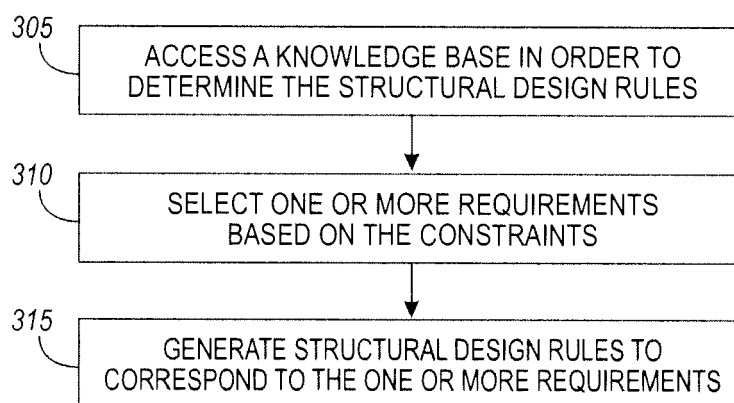 305
ACCESS A KNOWLEDGE BASE IN ORDER TO
DETERMINE THE STRUCTURAL DESIGN RULES
310
SELECT ONE OR MORE REQUIREMENTS
BASED ON THE CONSTRAINTS
315
GENERATE STRUCTURAL DESIGN RULES TO
CORRESPOND TO THE ONE OR MORE REQUIREMENTS